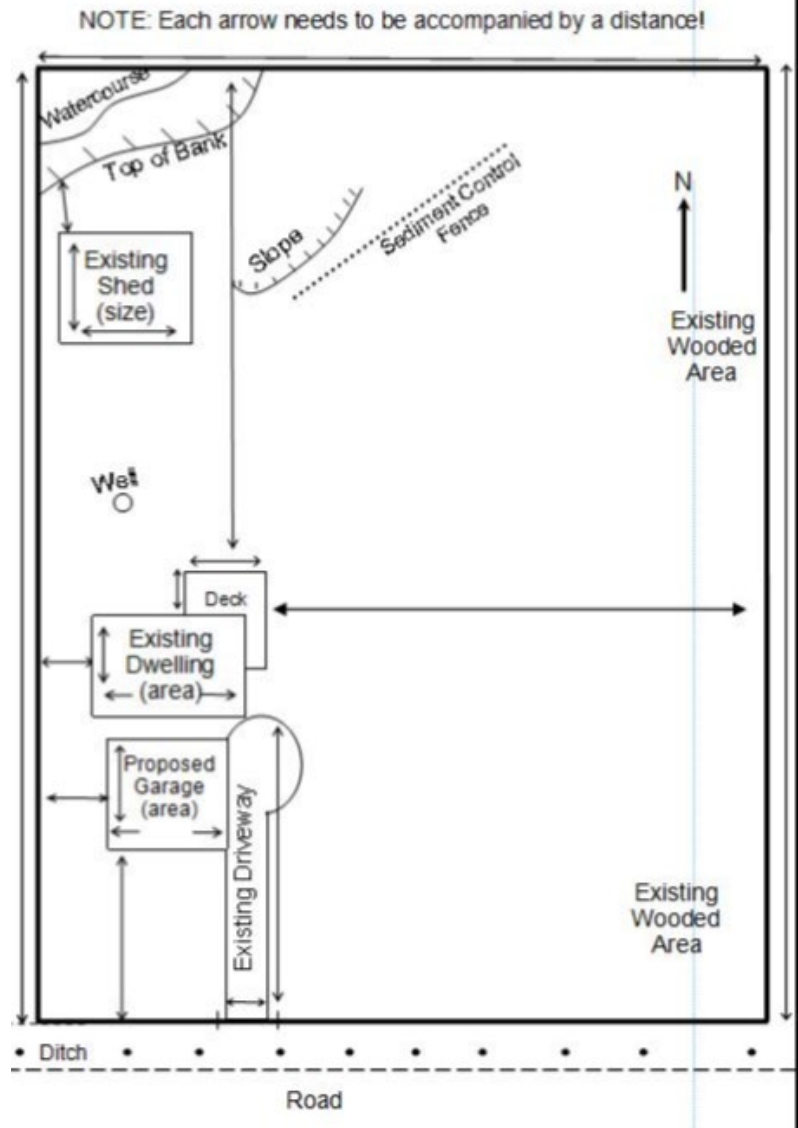 NOTE: Each arrow needs to be accompanied by a distance!
Watercourse
Top of Bank
N
Slope
Sediment Control
Fence
Existing
Shed
(size)
Existing
Wooded
Area
Well
Deck
Existing
Dwelling
(area)
Proposed
Garage
(area)
Existing Driveway
Existing
Wooded
Area
Ditch
Road